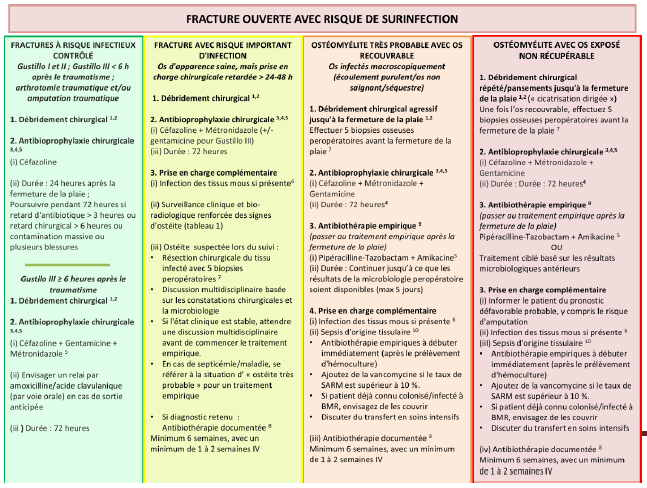 FRACTURE OUVERTE AVEC RISQUE DE SURINFECTION
FRACTURES À RISQUE INFECTIEUX
CONTRÔLÉ
Gustillo I et II ; Gustillo III < 6 h
après le traumatisme ;
arthrotomie traumatique et/ou
amputation traumatique
1. Débridement chirurgical 1,2
2. Antibioprophylaxie chirurgicale
3,4,5
(i) Céfazoline
(ii) Durée : 24 heures après la
fermeture de la plaie ;
Poursuivre pendant 72 heures si
retard d'antibiotique > 3 heures ou
retard chirurgical > 6 heures ou
contamination massive ou
plusieurs blessures
Gustilo III ≥ 6 heures après le
traumatisme
1. Débridement chirurgical 1,2
2. Antibioprophylaxie chirurgicale
3,4,5
(i) Céfazoline + Gentamicine +
Métronidazole 5
(ii) Envisager un relai par
amoxicilline/acide clavulanique
(par voie orale) en cas de sortie
anticipée
(iii ) Durée : 72 heures
FRACTURE AVEC RISQUE IMPORTANT
D'INFECTION
Os d'apparence saine, mais prise en
charge chirurgicale retardée > 24-48 h
1. Débridement chirurgical 1,2
2. Antibioprophylaxie chirurgicale 3,4,5
(i) Céfazoline + Métronidazole (+/-
gentamicine pour Gustillo III)
(iii) Durée : 72 heures
3. Prise en charge complémentaire
(i) Infection des tissus mous si présente6
(ii) Surveillance clinique et bio-
radiologique renforcée des signes
d'ostéite (tableau 1)
(iii) Ostéite suspectée lors du suivi :
• Résection chirurgicale du tissu
infecté avec 5 biopsies
peropératoires 7
• Discussion multidisciplinaire basée
sur les constatations chirurgicales et
la microbiologie
• Si l'état clinique est stable, attendre
une discussion multidisciplinaire
avant de commencer le traitement
empirique.
• En cas de septicémie/maladie, se
référer à la situation d' « ostéite très
probable » pour un traitement
empirique
• Si diagnostic retenu :
Antibiothérapie documentée 8
Minimum 6 semaines, avec un
minimum de 1 à 2 semaines IV
OSTÉOMYÉLITE TRÈS PROBABLE AVEC OS
RECOUVRABLE
Os infectés macroscopiquement
(écoulement purulent/os non
saignant/séquestre)
1. Débridement chirurgical agressif
jusqu'à la fermeture de la plaie 1,2
Effectuer 5 biopsies osseuses
peropératoires avant la fermeture de la
plaie 7
2. Antibioprophylaxie chirurgicale 3,4,5
(i) Céfazoline + Métronidazole +
Gentamicine
(ii) Durée : 72 heures4
3. Antibiothérapie empirique 9
(passer au traitement empirique après la
fermeture de la plaie)
(i) Pipéracilline-Tazobactam + Amikacine5
(ii) Durée : Continuer jusqu'à ce que les
résultats de la microbiologie peropératoire
soient disponibles (max 5 jours)
4. Prise en charge complémentaire
(i) Infection des tissus mous si présente 6
(ii) Sepsis d'origine tissulaire 10
• Antibiothérapie empiriques à débuter
immédiatement (après le prélèvement
d'hémoculture)
• Ajoutez de la vancomycine si le taux de
SARM est supérieur à 10 %.
• Si patient déjà connu colonisé/infecté à
BMR, envisagez de les couvrir
• Discuter du transfert en soins intensifs
(iii) Antibiothérapie documentée 8
Minimum 6 semaines, avec un minimum
de 1 à 2 semaines IV
OSTÉOMYÉLITE AVEC OS EXPOSÉ
NON RÉCUPÉRABLE
1. Débridement chirurgical
répété/pansements jusqu'à la fermeture
de la plaie 1,2 (« cicatrisation dirigée »)
Une fois l'os recouvrable, effectuez 5
biopsies osseuses peropératoires avant la
fermeture de la plaie 7
2. Antibioprophylaxie chirurgicale 3,4,5
(i) Céfazoline + Métronidazole +
Gentamicine
(ii) Durée : Durée : 72 heures4
3. Antibiothérapie empirique 9
(passer au traitement empirique après la
fermeture de la plaie)
Pipéracilline-Tazobactam + Amikacine 5
OU
Traitement ciblé basé sur les résultats
microbiologiques antérieurs
3. Prise en charge complémentaire
(i) Informer le patient du pronostic
défavorable probable, y compris le risque
d'amputation
(ii) Infection des tissus mous si présente 6
(iii) Sepsis d'origine tissulaire 10
• Antibiothérapie empiriques à débuter
immédiatement (après le prélèvement
d'hémoculture)
• Ajoutez de la vancomycine si le taux de
SARM est supérieur à 10 %.
• Si patient déjà connu colonisé/infecté à
BMR, envisagez de les couvrir
• Discuter du transfert en soins intensifs
(iv) Antibiothérapie documentée 8
Minimum 6 semaines, avec un minimum
de 1 à 2 semaines IV